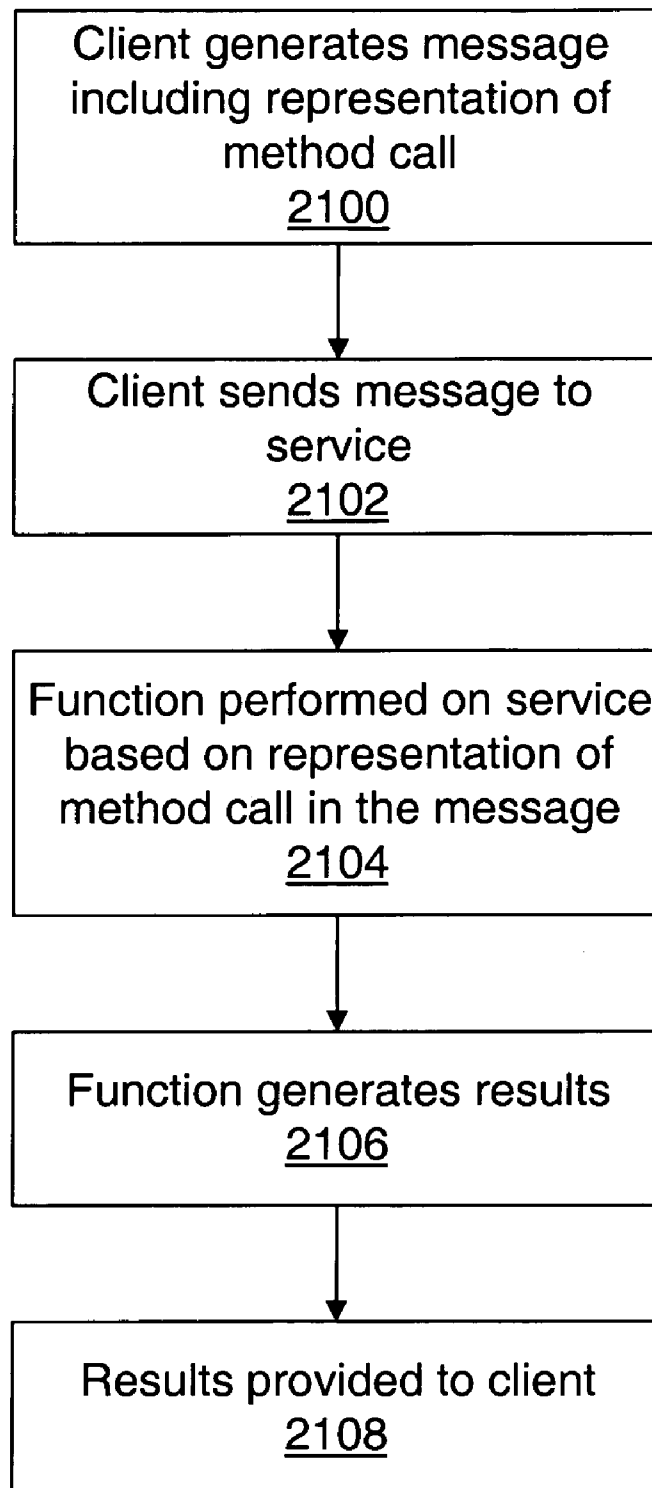 Client generates message
including representation of
method call
2100
Client sends message to
service
2102
Function performed on service
based on representation of
method call in the message
2104
Function generates results
2106
Results provided to client
2108